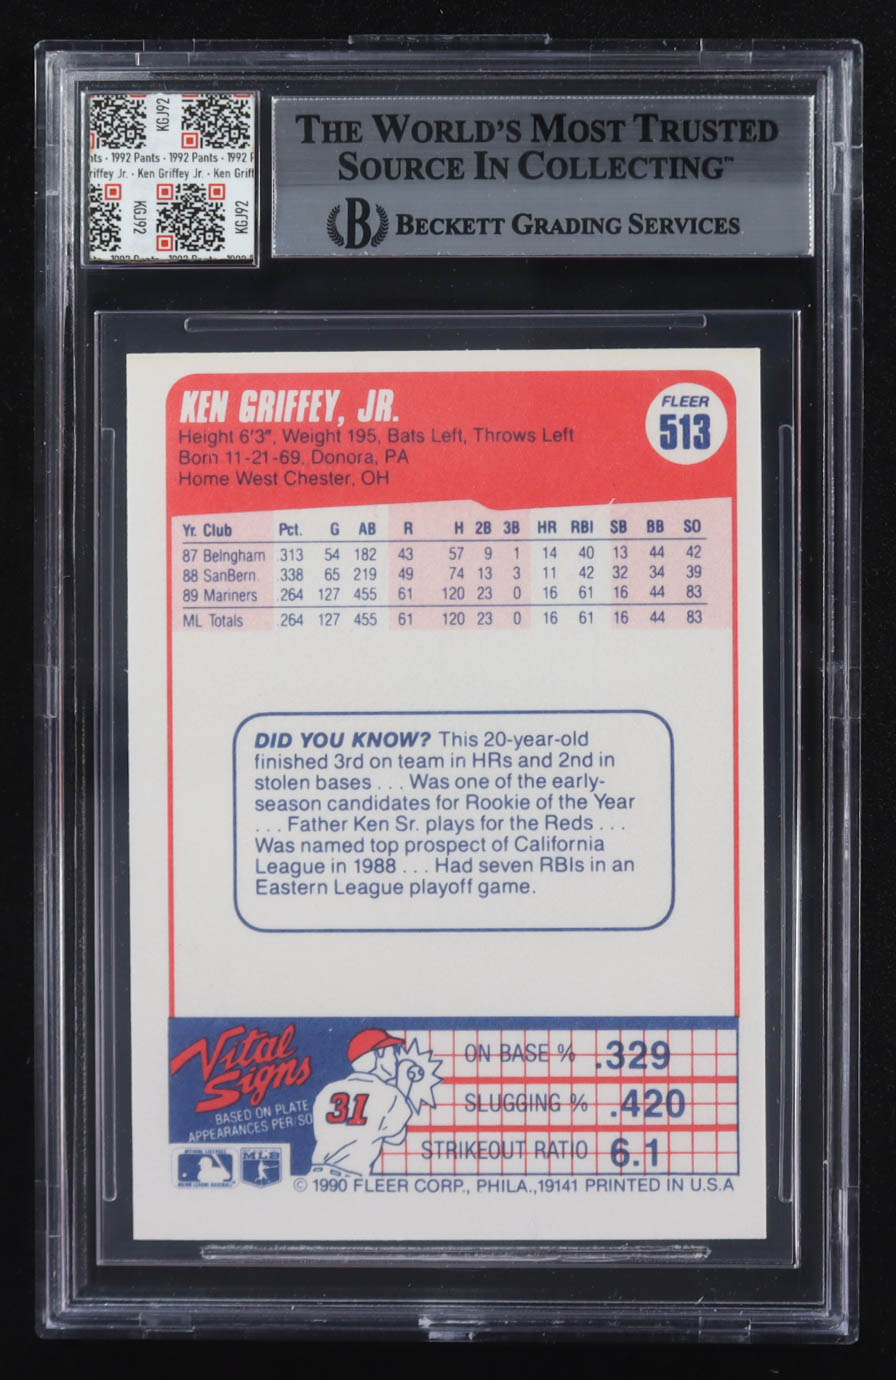 KGJ92
nts · 1992 Pants · 1992 P
riffey Jr. · Ken Griffey Jr. · Ken Griff
KGJ92
KGJ92
THE WORLD'S MOST TRUSTED
SOURCE IN COLLECTING™
B BECKETT GRADING SERVICES
KEN GRIFFEY, JR.
FLEER
513
Height 6'3", Weight 195, Bats Left, Throws Left
Born 11-21-69, Donora, PA
Home West Chester, OH
Yr. Club Pct. G AB R H 2B 3B HR RBI SB BB SO
87 Belngham .313 54 182 43 57 9 1 14 40 13 44 42
88 SanBern .338 65 219 49 74 13 3 11 42 32 34 39
89 Mariners .264 127 455 61 120 23 0 16 61 16 44 83
ML Totals .264 127 455 61 120 23 0 16 61 16 44 83
DID YOU KNOW? This 20-year-old
finished 3rd on team in HRs and 2nd in
stolen bases . . . Was one of the early-
season candidates for Rookie of the Year
. . . Father Ken Sr. plays for the Reds . . .
Was named top prospect of California
League in 1988 . . . Had seven RBIs in an
Eastern League playoff game.
Vital
Signs
BASED ON PLATE
APPEARANCES PER/SO
31
ON BASE % .329
SLUGGING % .420
STRIKEOUT RATIO 6.1
MLB
© 1990 FLEER CORP., PHILA., 19141 PRINTED IN U.S.A